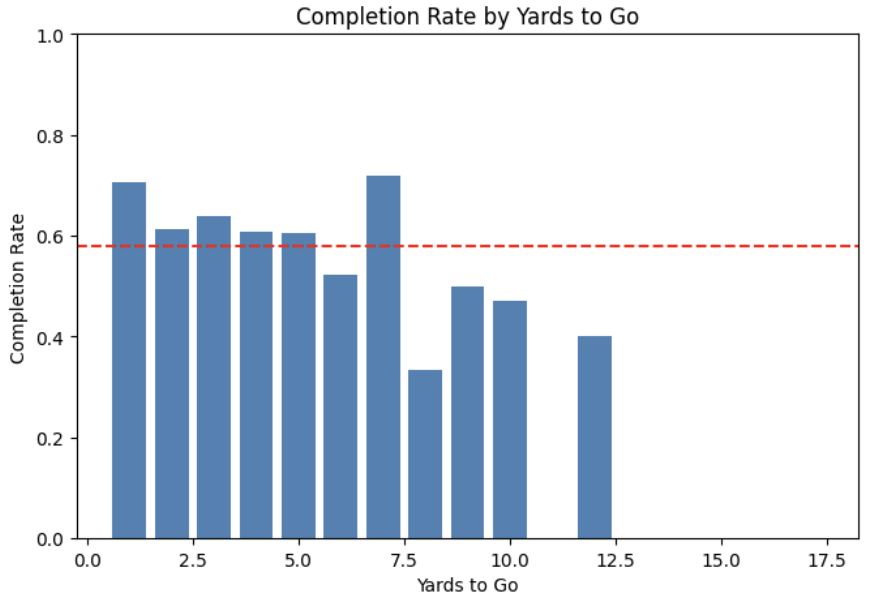 Completion Rate by Yards to Go
1.0
0.8
0.6
0.4
0.2
0.0
Completion Rate
0.0 2.5 5.0 7.5 10.0 12.5 15.0 17.5
Yards to Go